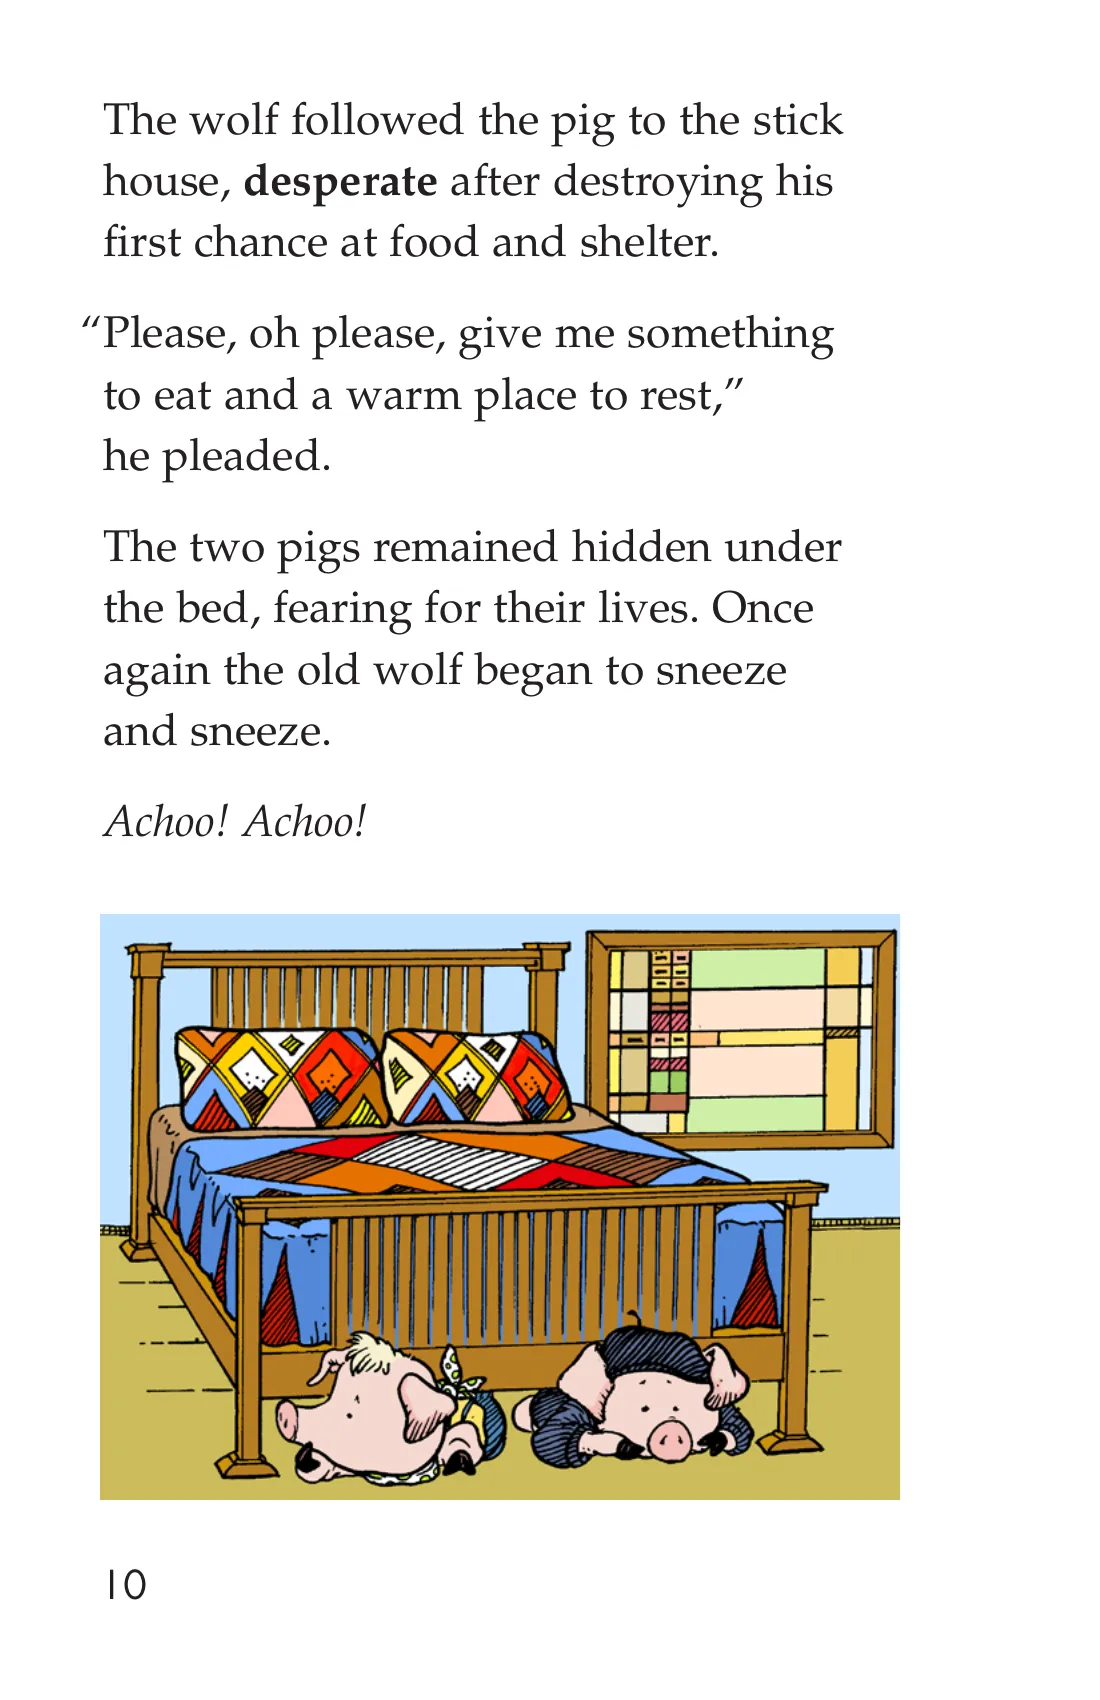 The wolf followed the pig to the stick
house, desperate after destroying his
first chance at food and shelter.
“Please, oh please, give me something
to eat and a warm place to rest,”
he pleaded.
The two pigs remained hidden under
the bed, fearing for their lives. Once
again the old wolf began to sneeze
and sneeze.
Achoo! Achoo!
10